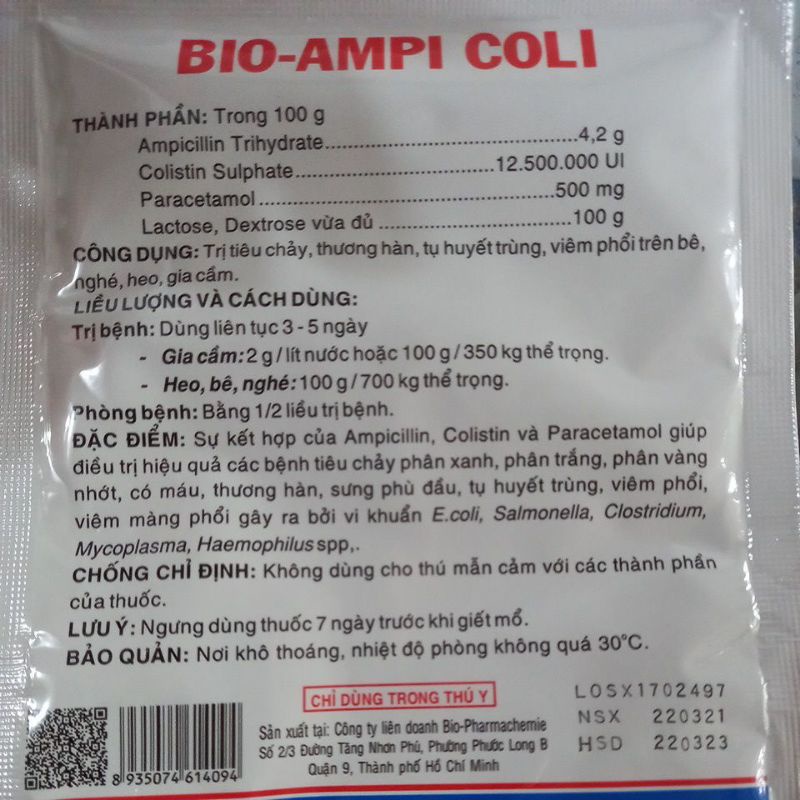 BIO-AMPI COLI
THÀNH PHẦN: Trong 100 g
Ampicillin Trihydrate..................................4,2 g
Colistin Sulphate...........................12.500.000 UI
Paracetamol.........................................500 mg
Lactose, Dextrose vừa đủ ...........................100 g
CÔNG DỤNG: Trị tiêu chảy, thương hàn, tụ huyết trùng, viêm phổi trên bê,
nghé, heo, gia cầm.
LIỀU LƯỢNG VÀ CÁCH DÙNG:
Trị bệnh: Dùng liên tục 3 - 5 ngày
- Gia cầm: 2 g / lít nước hoặc 100 g / 350 kg thể trọng.
- Heo, bê, nghé: 100 g / 700 kg thể trọng.
Phòng bệnh: Bằng 1/2 liều trị bệnh.
ĐẶC ĐIỂM: Sự kết hợp của Ampicillin, Colistin và Paracetamol giúp
điều trị hiệu quả các bệnh tiêu chảy phân xanh, phân trắng, phân vàng
nhớt, có máu, thương hàn, sưng phù đầu, tụ huyết trùng, viêm phổi,
viêm màng phổi gây ra bởi vi khuẩn E.coli, Salmonella, Clostridium,
Mycoplasma, Haemophilus spp,.
CHỐNG CHỈ ĐỊNH: Không dùng cho thú mẫn cảm với các thành phần
của thuốc.
LƯU Ý: Ngưng dùng thuốc 7 ngày trước khi giết mổ.
BẢO QUẢN: Nơi khô thoáng, nhiệt độ phòng không quá 30°C.
CHỈ DÙNG TRONG THÚ Y
Sản xuất tại: Công ty liên doanh Bio-Pharmachemie
Số 2/3 Đường Tăng Nhơn Phú, Phường Phước Long B
Quận 9, Thành phố Hồ Chí Minh
LOSX1702497
NSX 220321
HSD 220323
8 935074 614094